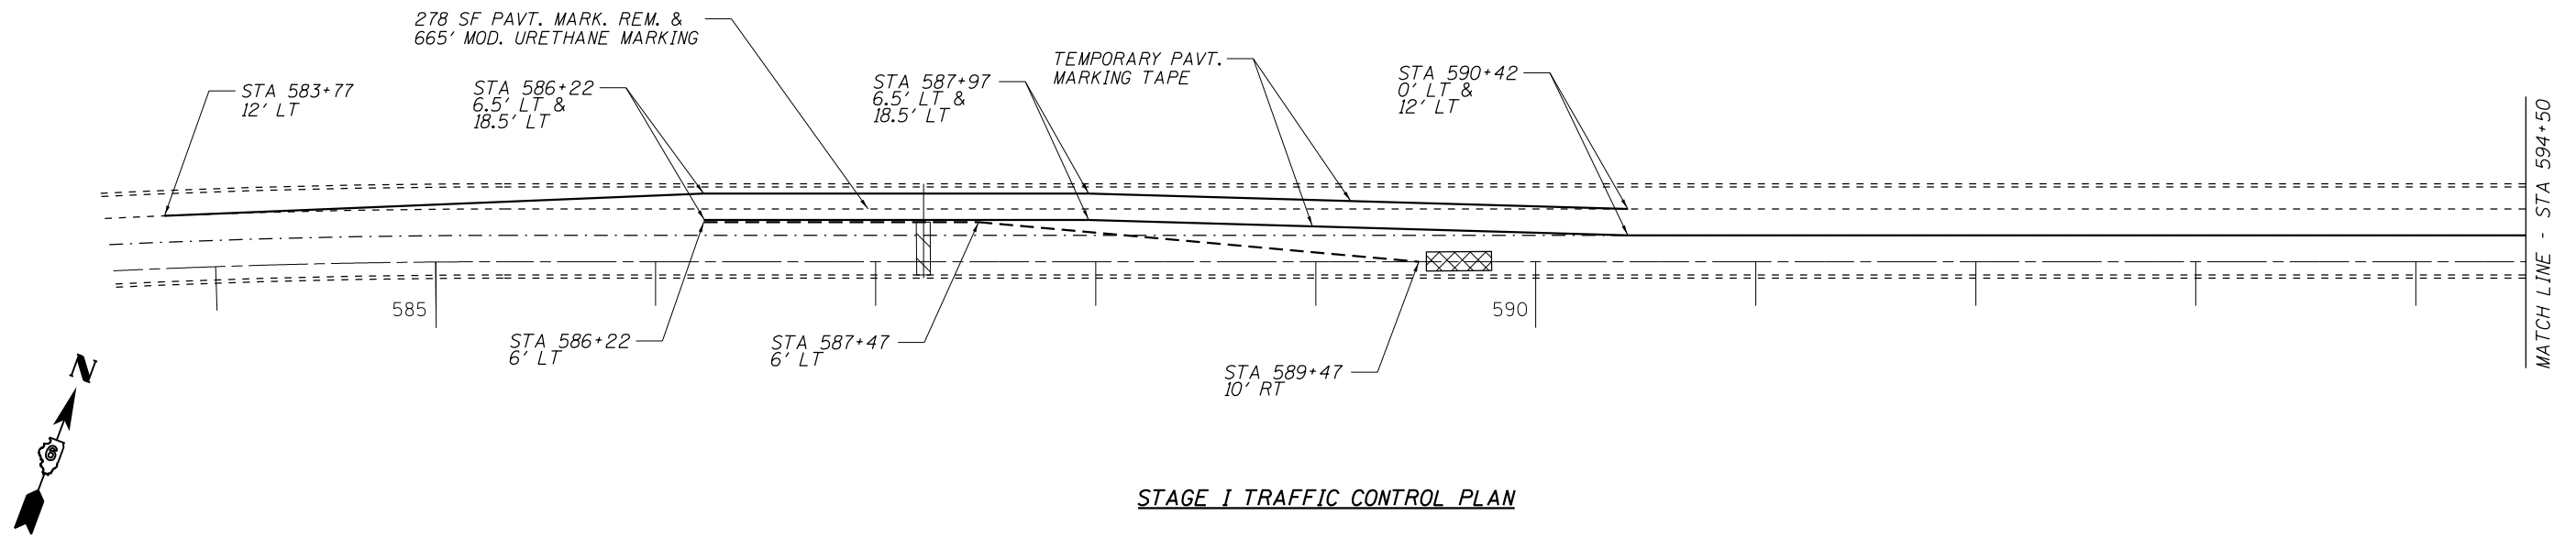 278 SF PAVT. MARK. REM. &
665' MOD. URETHANE MARKING
STA 583+77
12' LT
STA 586+22
6.5' LT &
18.5' LT
STA 587+97
6.5' LT &
18.5' LT
TEMPORARY PAVT.
MARKING TAPE
STA 590+42
0' LT &
12' LT
MATCH LINE - STA 594+50
585
590
STA 586+22
6' LT
STA 587+47
6' LT
STA 589+47
10' RT
N
6
STAGE I TRAFFIC CONTROL PLAN